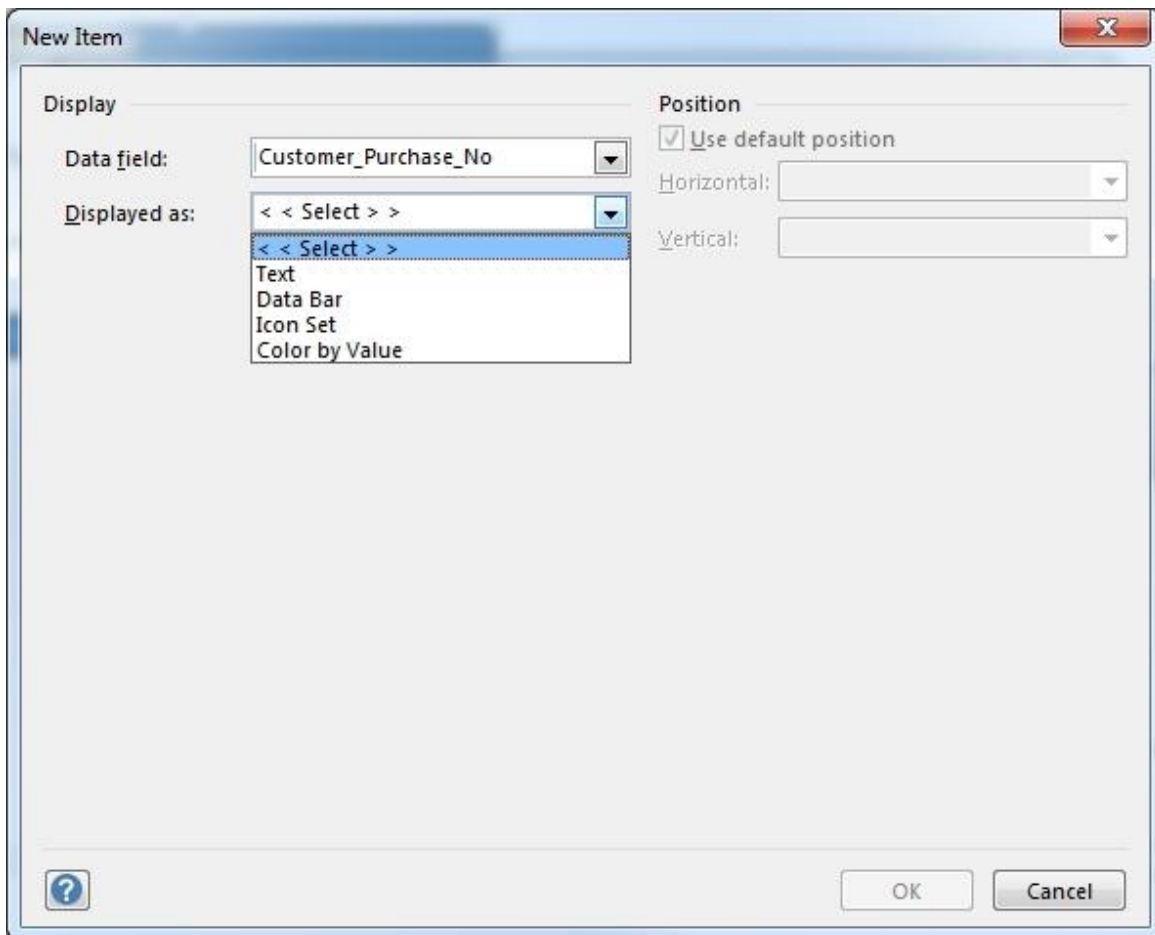 New Item
Display
Data field:
Customer_Purchase_No
Displayed as:
< < Select > >
< < Select > >
Text
Data Bar
Icon Set
Color by Value
Position
Use default position
Horizontal:
Vertical:
?
OK
Cancel